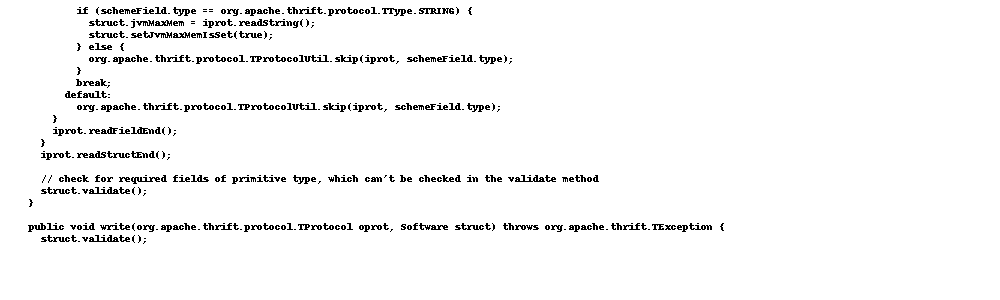 if (schemeField.type == org.apache.thrift.protocol.TType.STRING) {
struct.jvmMaxMem = iprot.readString();
struct.setJvmMaxMemIsSet(true);
} else {
org.apache.thrift.protocol.TProtocolUtil.skip(iprot, schemeField.type);
}
break;
default:
org.apache.thrift.protocol.TProtocolUtil.skip(iprot, schemeField.type);
}
iprot.readFieldEnd();
}
iprot.readStructEnd();
// check for required fields of primitive type, which can't be checked in the validate method
struct.validate();
}
public void write(org.apache.thrift.protocol.TProtocol oprot, Software struct) throws org.apache.thrift.TException {
struct.validate();